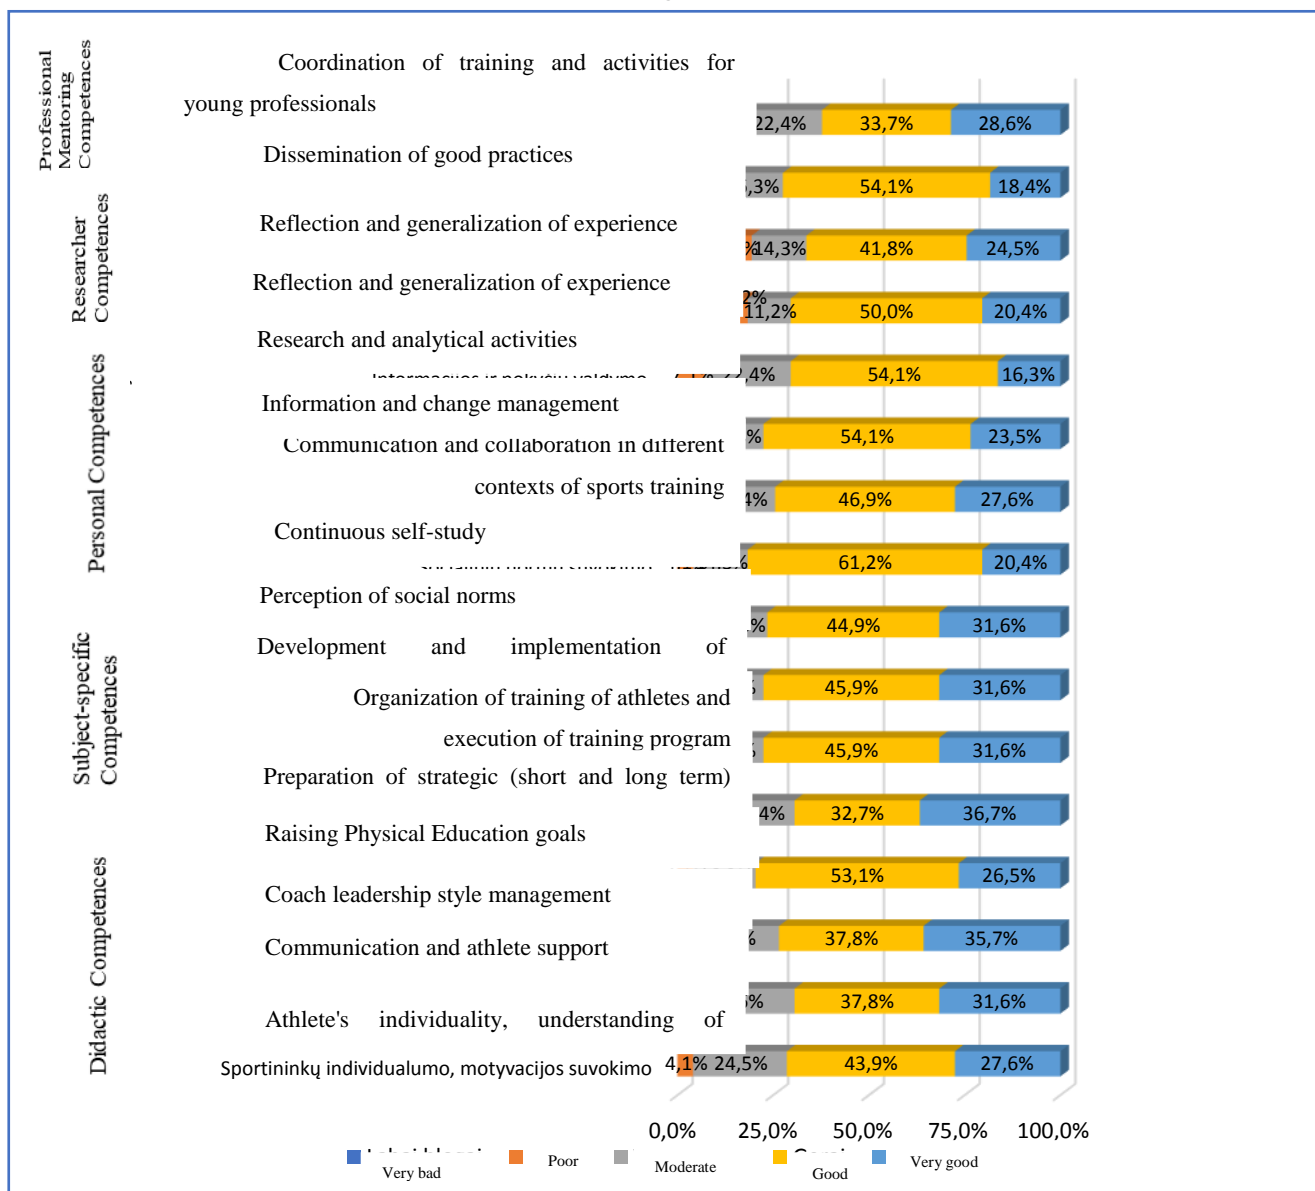 Professional
Mentoring
Competences
Coordination of training and activities for
young professionals
22,4% 33,7% 28,6%
Dissemination of good practices
54,1% 18,4%
Researcher
Competences
Reflection and generalization of experience
14,3% 41,8% 24,5%
Reflection and generalization of experience
11,2% 50,0% 20,4%
Research and analytical activities
54,1% 16,3%
Personal Competences
Information and change management
54,1% 23,5%
Communication and collaboration in different
contexts of sports training
46,9% 27,6%
Continuous self-study
61,2% 20,4%
Perception of social norms
44,9% 31,6%
Subject-specific
Competences
Development and implementation of
45,9% 31,6%
Organization of training of athletes and
execution of training program
45,9% 31,6%
Preparation of strategic (short and long term)
32,7% 36,7%
Raising Physical Education goals
53,1% 26,5%
Didactic Competences
Coach leadership style management
37,8% 35,7%
Communication and athlete support
37,8% 31,6%
Athlete's individuality, understanding of
Sportininkų individualumo, motyvacijos suvokimo 4,1% 24,5% 43,9% 27,6%
0,0% 25,0% 50,0% 75,0% 100,0%
Very bad Poor Moderate Good Very good